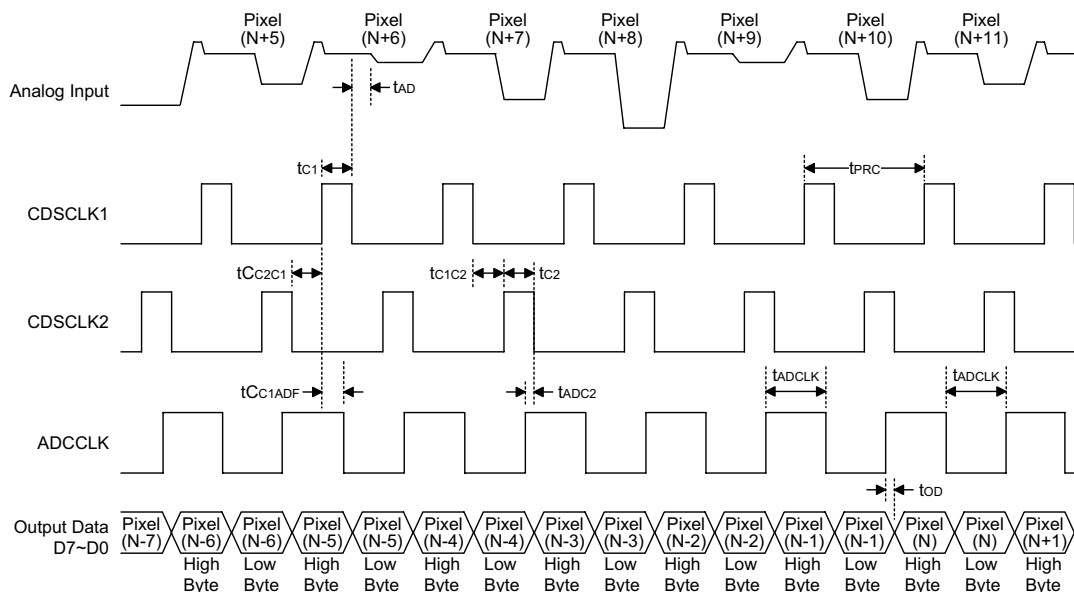 Pixel (N+5) Pixel (N+6) Pixel (N+7) Pixel (N+8) Pixel (N+9) Pixel (N+10) Pixel (N+11)
Analog Input
tAD
tC1
tPRC
CDSCLK1
tCC2C1
tC1C2
tC2
CDSCLK2
tCC1ADF
tADC2
tADCLK
tADCLK
ADCCLK
tOD
Output Data
D7~D0
Pixel (N-7) Pixel (N-6) Pixel (N-6) Pixel (N-5) Pixel (N-5) Pixel (N-4) Pixel (N-4) Pixel (N-3) Pixel (N-3) Pixel (N-2) Pixel (N-2) Pixel (N-1) Pixel (N-1) Pixel (N) Pixel (N) Pixel (N+1)
High Byte Low Byte High Byte Low Byte High Byte Low Byte High Byte Low Byte High Byte Low Byte High Byte Low Byte High Byte Low Byte High Byte